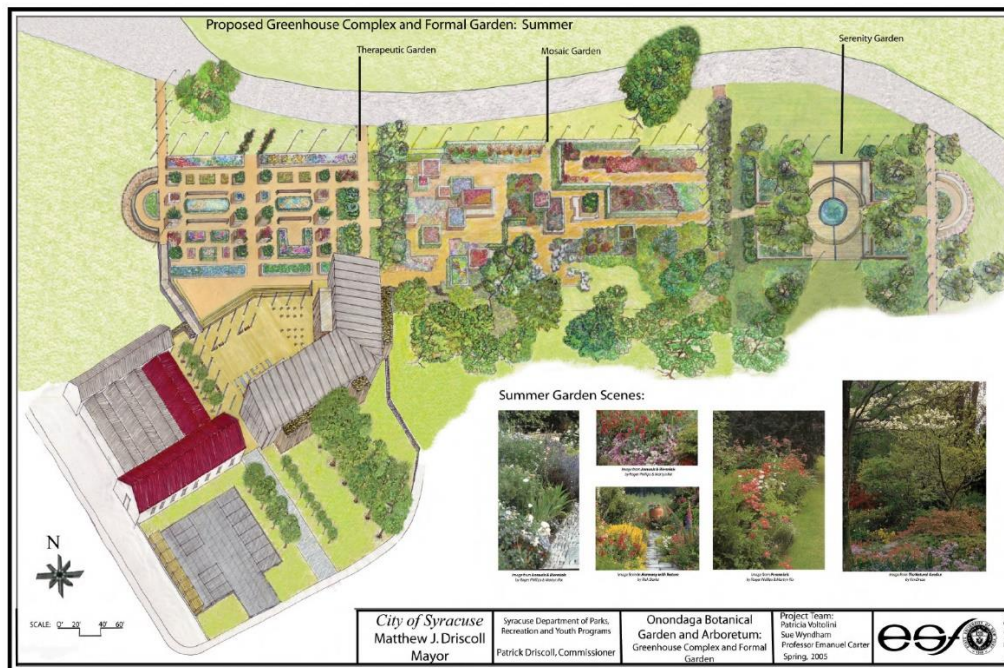 Proposed Greenhouse Complex and Formal Garden: Summer
Therapeutic Garden
Mosaic Garden
Serenity Garden
Summer Garden Scenes:
N
SCALE: 0' 20' 40' 60'
City of Syracuse
Matthew J. Driscoll
Mayor
Syracuse Department of Parks,
Recreation and Youth Programs
Patrick Driscoll, Commissioner
Onondaga Botanical
Garden and Arboretum:
Greenhouse Complex and Formal
Garden
Project Team:
Patricia Voltolini
Sue Wyndham
Professor Emanuel Carter
Spring, 2005
esf